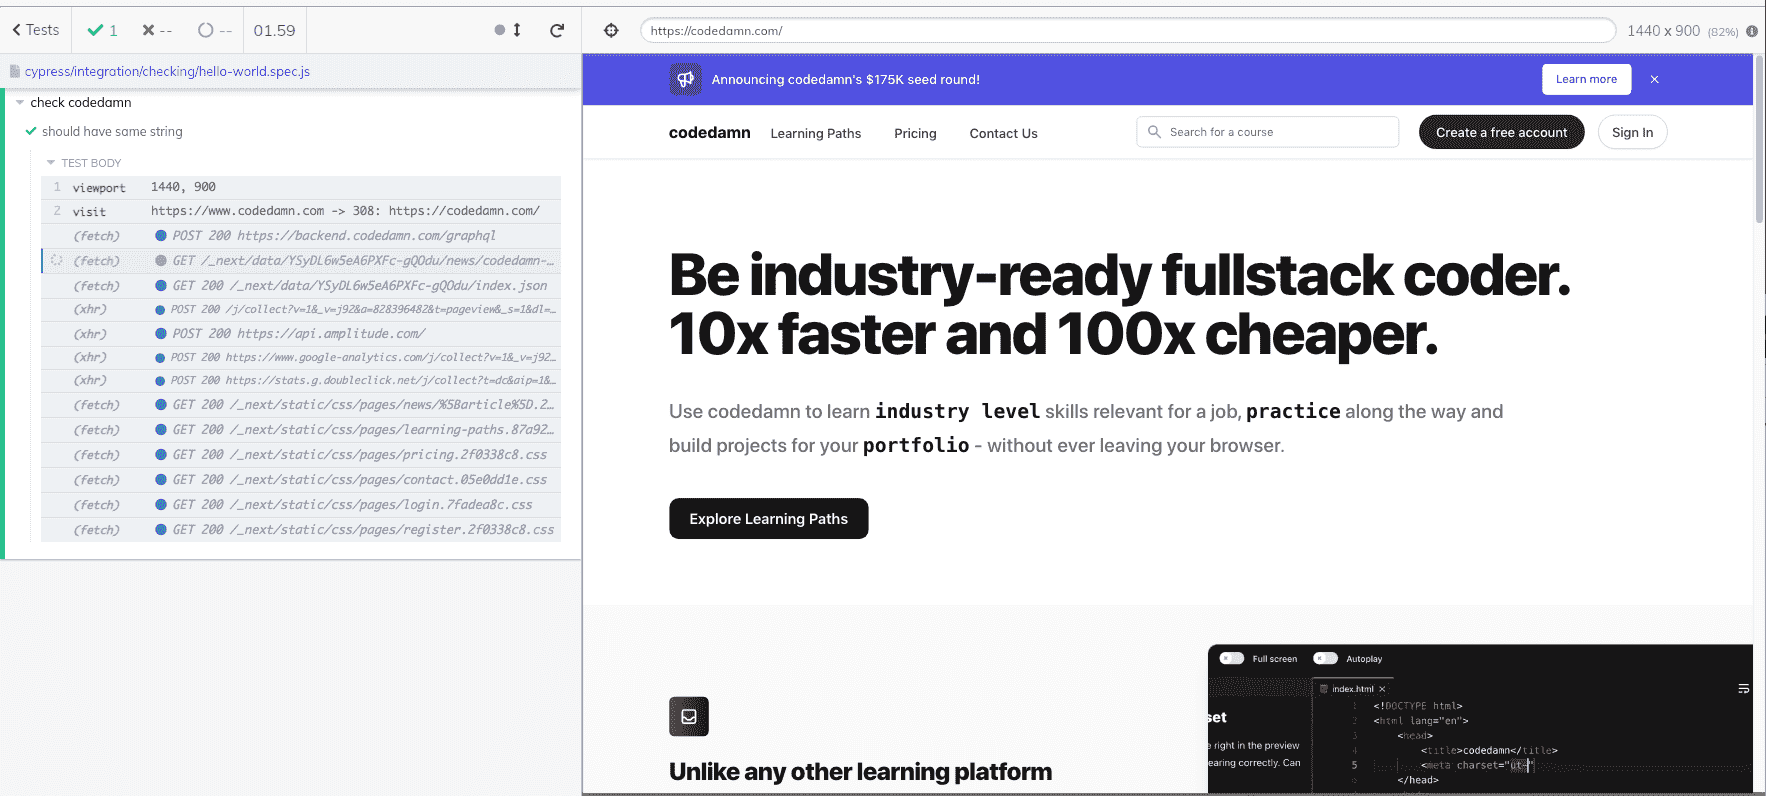 Tests
1
--
--
01.59
https://codedamn.com/
1440 x 900 (82%)
cypress/integration/checking/hello-world.spec.js
check codedamn
should have same string
TEST BODY
1 viewport 1440, 900
2 visit https://www.codedamn.com -> 308: https://codedamn.com/
(fetch) POST 200 https://backend.codedamn.com/graphql
(fetch) GET /_next/data/YSyDL6w5eA6PXFc-gQOdu/news/codedamn-…
(fetch) GET 200 /_next/data/YSyDL6w5eA6PXFc-gQOdu/index.json
(xhr) POST 200 /j/collect?v=1&_v=j92&a=828396482&t=pageview&_s=1&dl=…
(xhr) POST 200 https://api.amplitude.com/
(xhr) POST 200 https://www.google-analytics.com/j/collect?v=1&_v=j92…
(xhr) POST 200 https://stats.g.doubleclick.net/j/collect?t=dc&aip=1&…
(fetch) GET 200 /_next/static/css/pages/news/%5Barticle%5D.2…
(fetch) GET 200 /_next/static/css/pages/learning-paths.87a92…
(fetch) GET 200 /_next/static/css/pages/pricing.2f0338c8.css
(fetch) GET 200 /_next/static/css/pages/contact.05e0dd1e.css
(fetch) GET 200 /_next/static/css/pages/login.7fadea8c.css
(fetch) GET 200 /_next/static/css/pages/register.2f0338c8.css
Announcing codedamn's $175K seed round!
Learn more
codedamn
Learning Paths
Pricing
Contact Us
Search for a course
Create a free account
Sign In
Be industry-ready fullstack coder.
10x faster and 100x cheaper.
Use codedamn to learn industry level skills relevant for a job, practice along the way and
build projects for your portfolio - without ever leaving your browser.
Explore Learning Paths
Unlike any other learning platform
Full screen
Autoplay
index.html
set
e right in the preview
earing correctly. Can
1 <!DOCTYPE html>
2 <html lang="en">
3 <head>
4 <title>codedamn</title>
5 <meta charset="ut-"
</head>